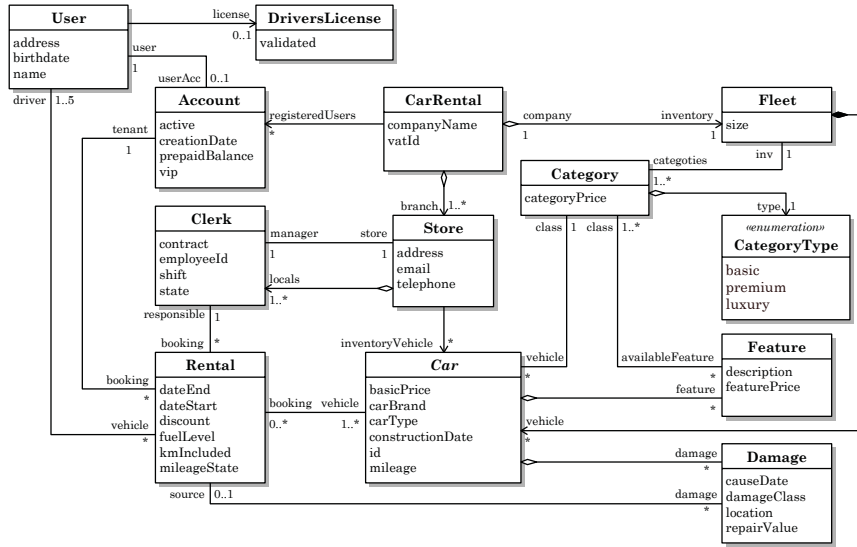 User
address
birthdate
name
license
0..1
DriversLicense
validated
user
1
userAcc
0..1
driver
1..5
Account
active
creationDate
prepaidBalance
vip
tenant
1
registeredUsers
*
CarRental
companyName
vatId
company
1
inventory
1
Fleet
size
inv
1
categoties
1..*
Category
categoryPrice
class
1
class
1..*
type
1
«enumeration»
CategoryType
basic
premium
luxury
branch
1..*
Clerk
contract
employeeId
shift
state
manager
1
store
1
locals
1..*
Store
address
email
telephone
responsible
1
booking
*
inventoryVehicle
*
Rental
dateEnd
dateStart
discount
fuelLevel
kmIncluded
mileageState
booking
*
vehicle
*
booking
0..*
vehicle
1..*
Car
basicPrice
carBrand
carType
constructionDate
id
mileage
vehicle
*
availableFeature
*
feature
*
Feature
description
featurePrice
vehicle
*
damage
*
Damage
causeDate
damageClass
location
repairValue
source
0..1
damage
*